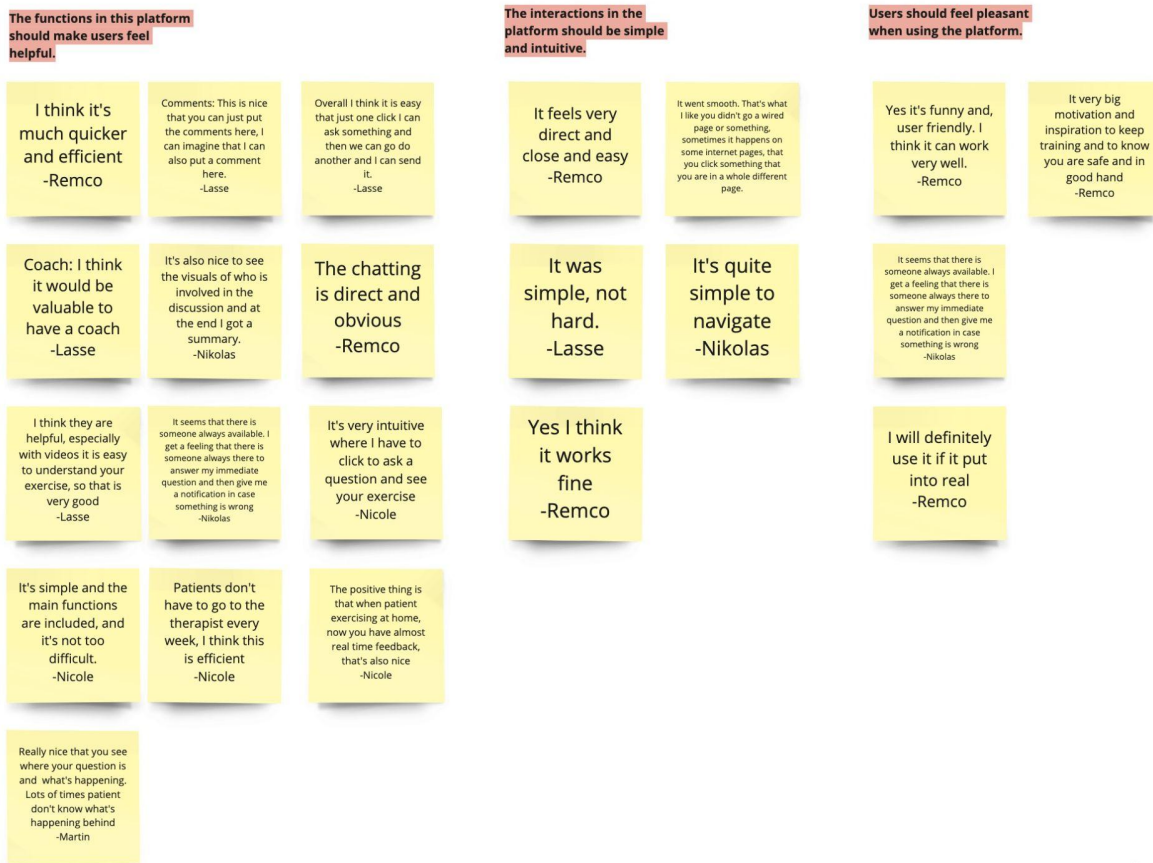 The functions in this platform
should make users feel
helpful.
I think it's
much quicker
and efficient
-Remco
Comments: This is nice
that you can just put
the comments here, I
can imagine that I can
also put a comment
here.
-Lasse
Overall I think it is easy
that just one click I can
ask something and
then we can go do
another and I can send
it.
-Lasse
Coach: I think
it would be
valuable to
have a coach
-Lasse
It's also nice to see
the visuals of who is
involved in the
discussion and at
the end I got a
summary.
-Nikolas
The chatting
is direct and
obvious
-Remco
I think they are
helpful, especially
with videos it is easy
to understand your
exercise, so that is
very good
-Lasse
It seems that there is
someone always available. I
get a feeling that there is
someone always there to
answer my immediate
question and then give me
a notification in case
something is wrong
-Nikolas
It's very intuitive
where I have to
click to ask a
question and see
your exercise
-Nicole
It's simple and the
main functions
are included, and
it's not too
difficult.
-Nicole
Patients don't
have to go to the
therapist every
week, I think this
is efficient
-Nicole
The positive thing is
that when patient
exercising at home,
now you have almost
real time feedback,
that's also nice
-Nicole
Really nice that you see
where your question is
and what's happening.
Lots of times patient
don't know what's
happening behind
-Martin
The interactions in the
platform should be simple
and intuitive.
It feels very
direct and
close and easy
-Remco
It went smooth. That's what
I like you didn't go a wired
page or something,
sometimes it happens on
some internet pages, that
you click something that
you are in a whole different
page.
It was
simple, not
hard.
-Lasse
It's quite
simple to
navigate
-Nikolas
Yes I think
it works
fine
-Remco
Users should feel pleasant
when using the platform.
Yes it's funny and,
user friendly. I
think it can work
very well.
-Remco
It very big
motivation and
inspiration to keep
training and to know
you are safe and in
good hand
-Remco
It seems that there is
someone always available. I
get a feeling that there is
someone always there to
answer my immediate
question and then give me
a notification in case
something is wrong
-Nikolas
I will definitely
use it if it put
into real
-Remco